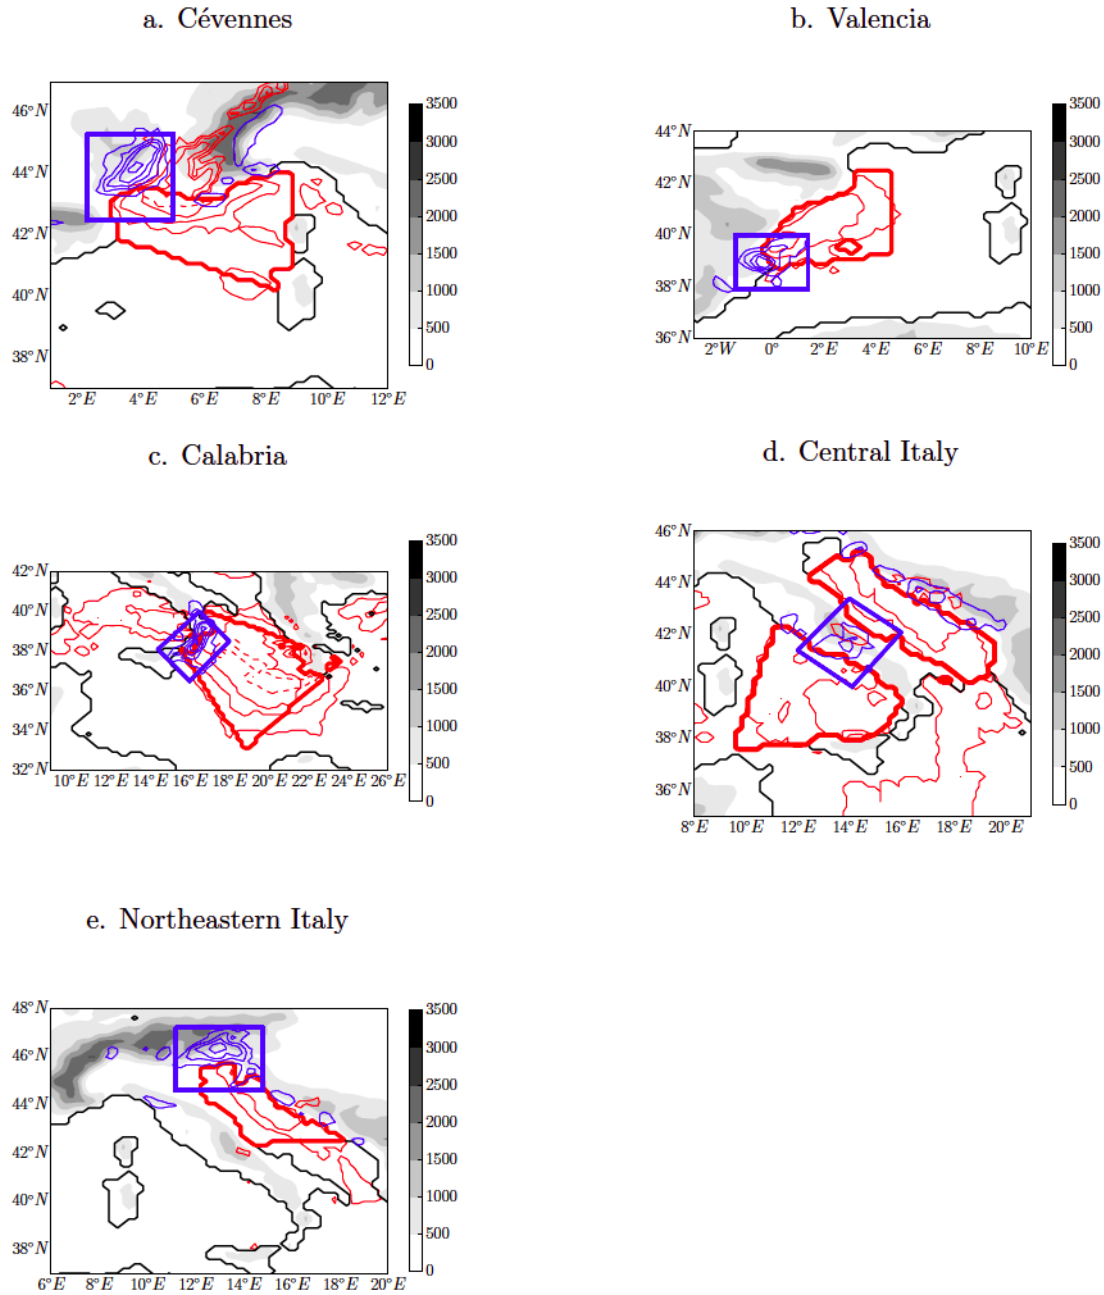 a. Cévennes
46°N
44°N
42°N
40°N
38°N
2°E 4°E 6°E 8°E 10°E 12°E
3500
3000
2500
2000
1500
1000
500
0
b. Valencia
44°N
42°N
40°N
38°N
36°N
2°W 0° 2°E 4°E 6°E 8°E 10°E
3500
3000
2500
2000
1500
1000
500
0
c. Calabria
42°N
40°N
38°N
36°N
34°N
32°N
10°E 12°E 14°E 16°E 18°E 20°E 22°E 24°E 26°E
3500
3000
2500
2000
1500
1000
500
0
d. Central Italy
46°N
44°N
42°N
40°N
38°N
36°N
8°E 10°E 12°E 14°E 16°E 18°E 20°E
3500
3000
2500
2000
1500
1000
500
0
e. Northeastern Italy
48°N
46°N
44°N
42°N
40°N
38°N
6°E 8°E 10°E 12°E 14°E 16°E 18°E 20°E
3500
3000
2500
2000
1500
1000
500
0